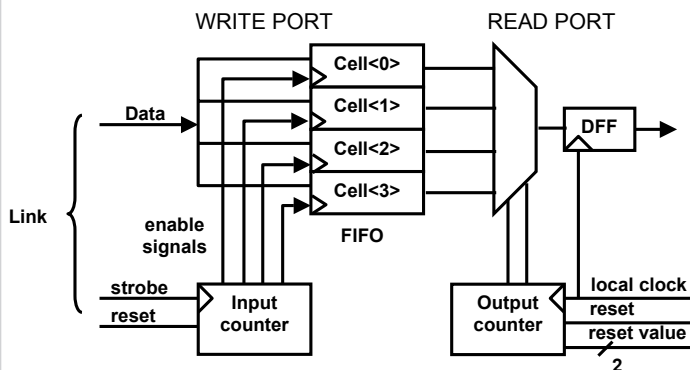 WRITE PORT
READ PORT
Cell<0>
Cell<1>
Cell<2>
Cell<3>
FIFO
Data
DFF
Link
enable
signals
strobe
reset
Input
counter
Output
counter
local clock
reset
reset value
2